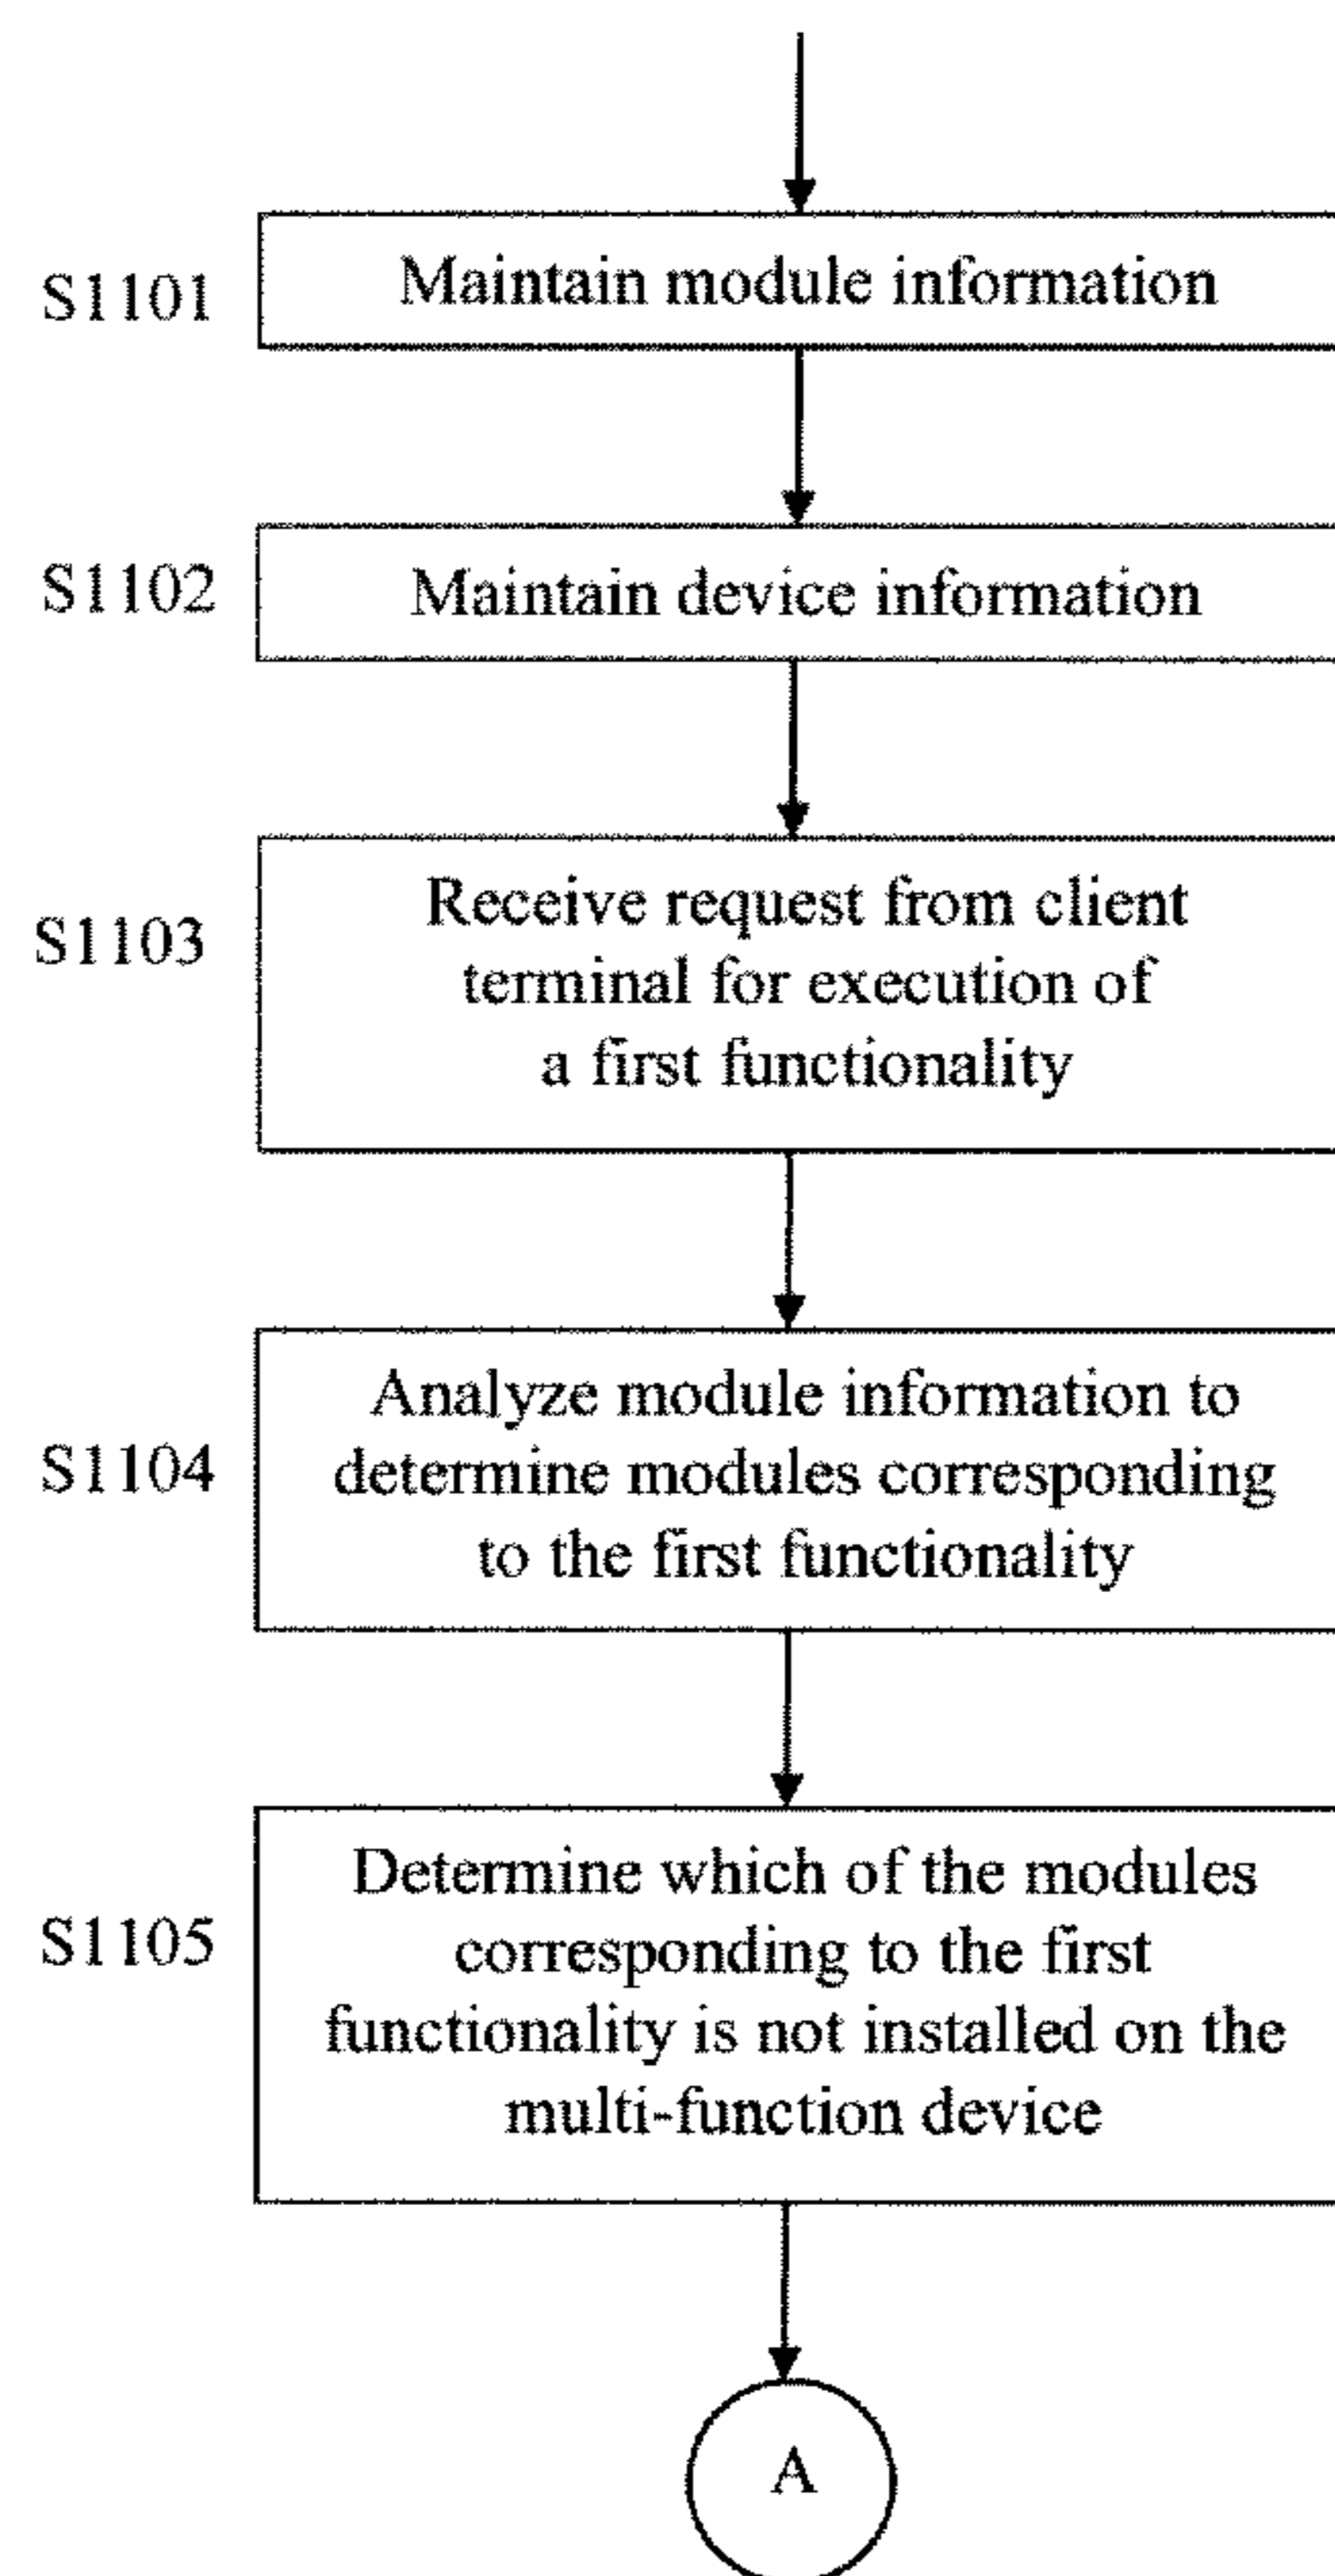 S1101
Maintain module information
S1102
Maintain device information
S1103
Receive request from client
terminal for execution of
a first functionality
S1104
Analyze module information to
determine modules corresponding
to the first functionality
S1105
Determine which of the modules
corresponding to the first
functionality is not installed on the
multi-function device
A